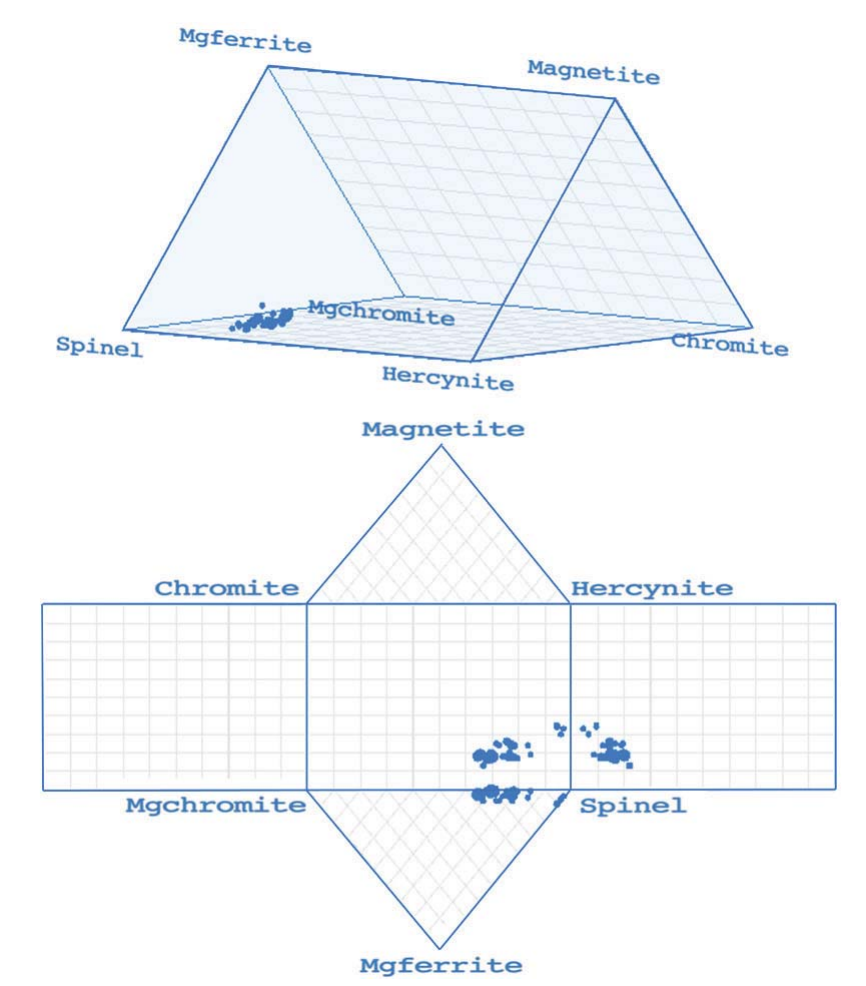 Mgferrite
Magnetite
Mgchromite
Spinel
Chromite
Hercynite
Magnetite
Chromite
Hercynite
Mgchromite
Spinel
Mgferrite